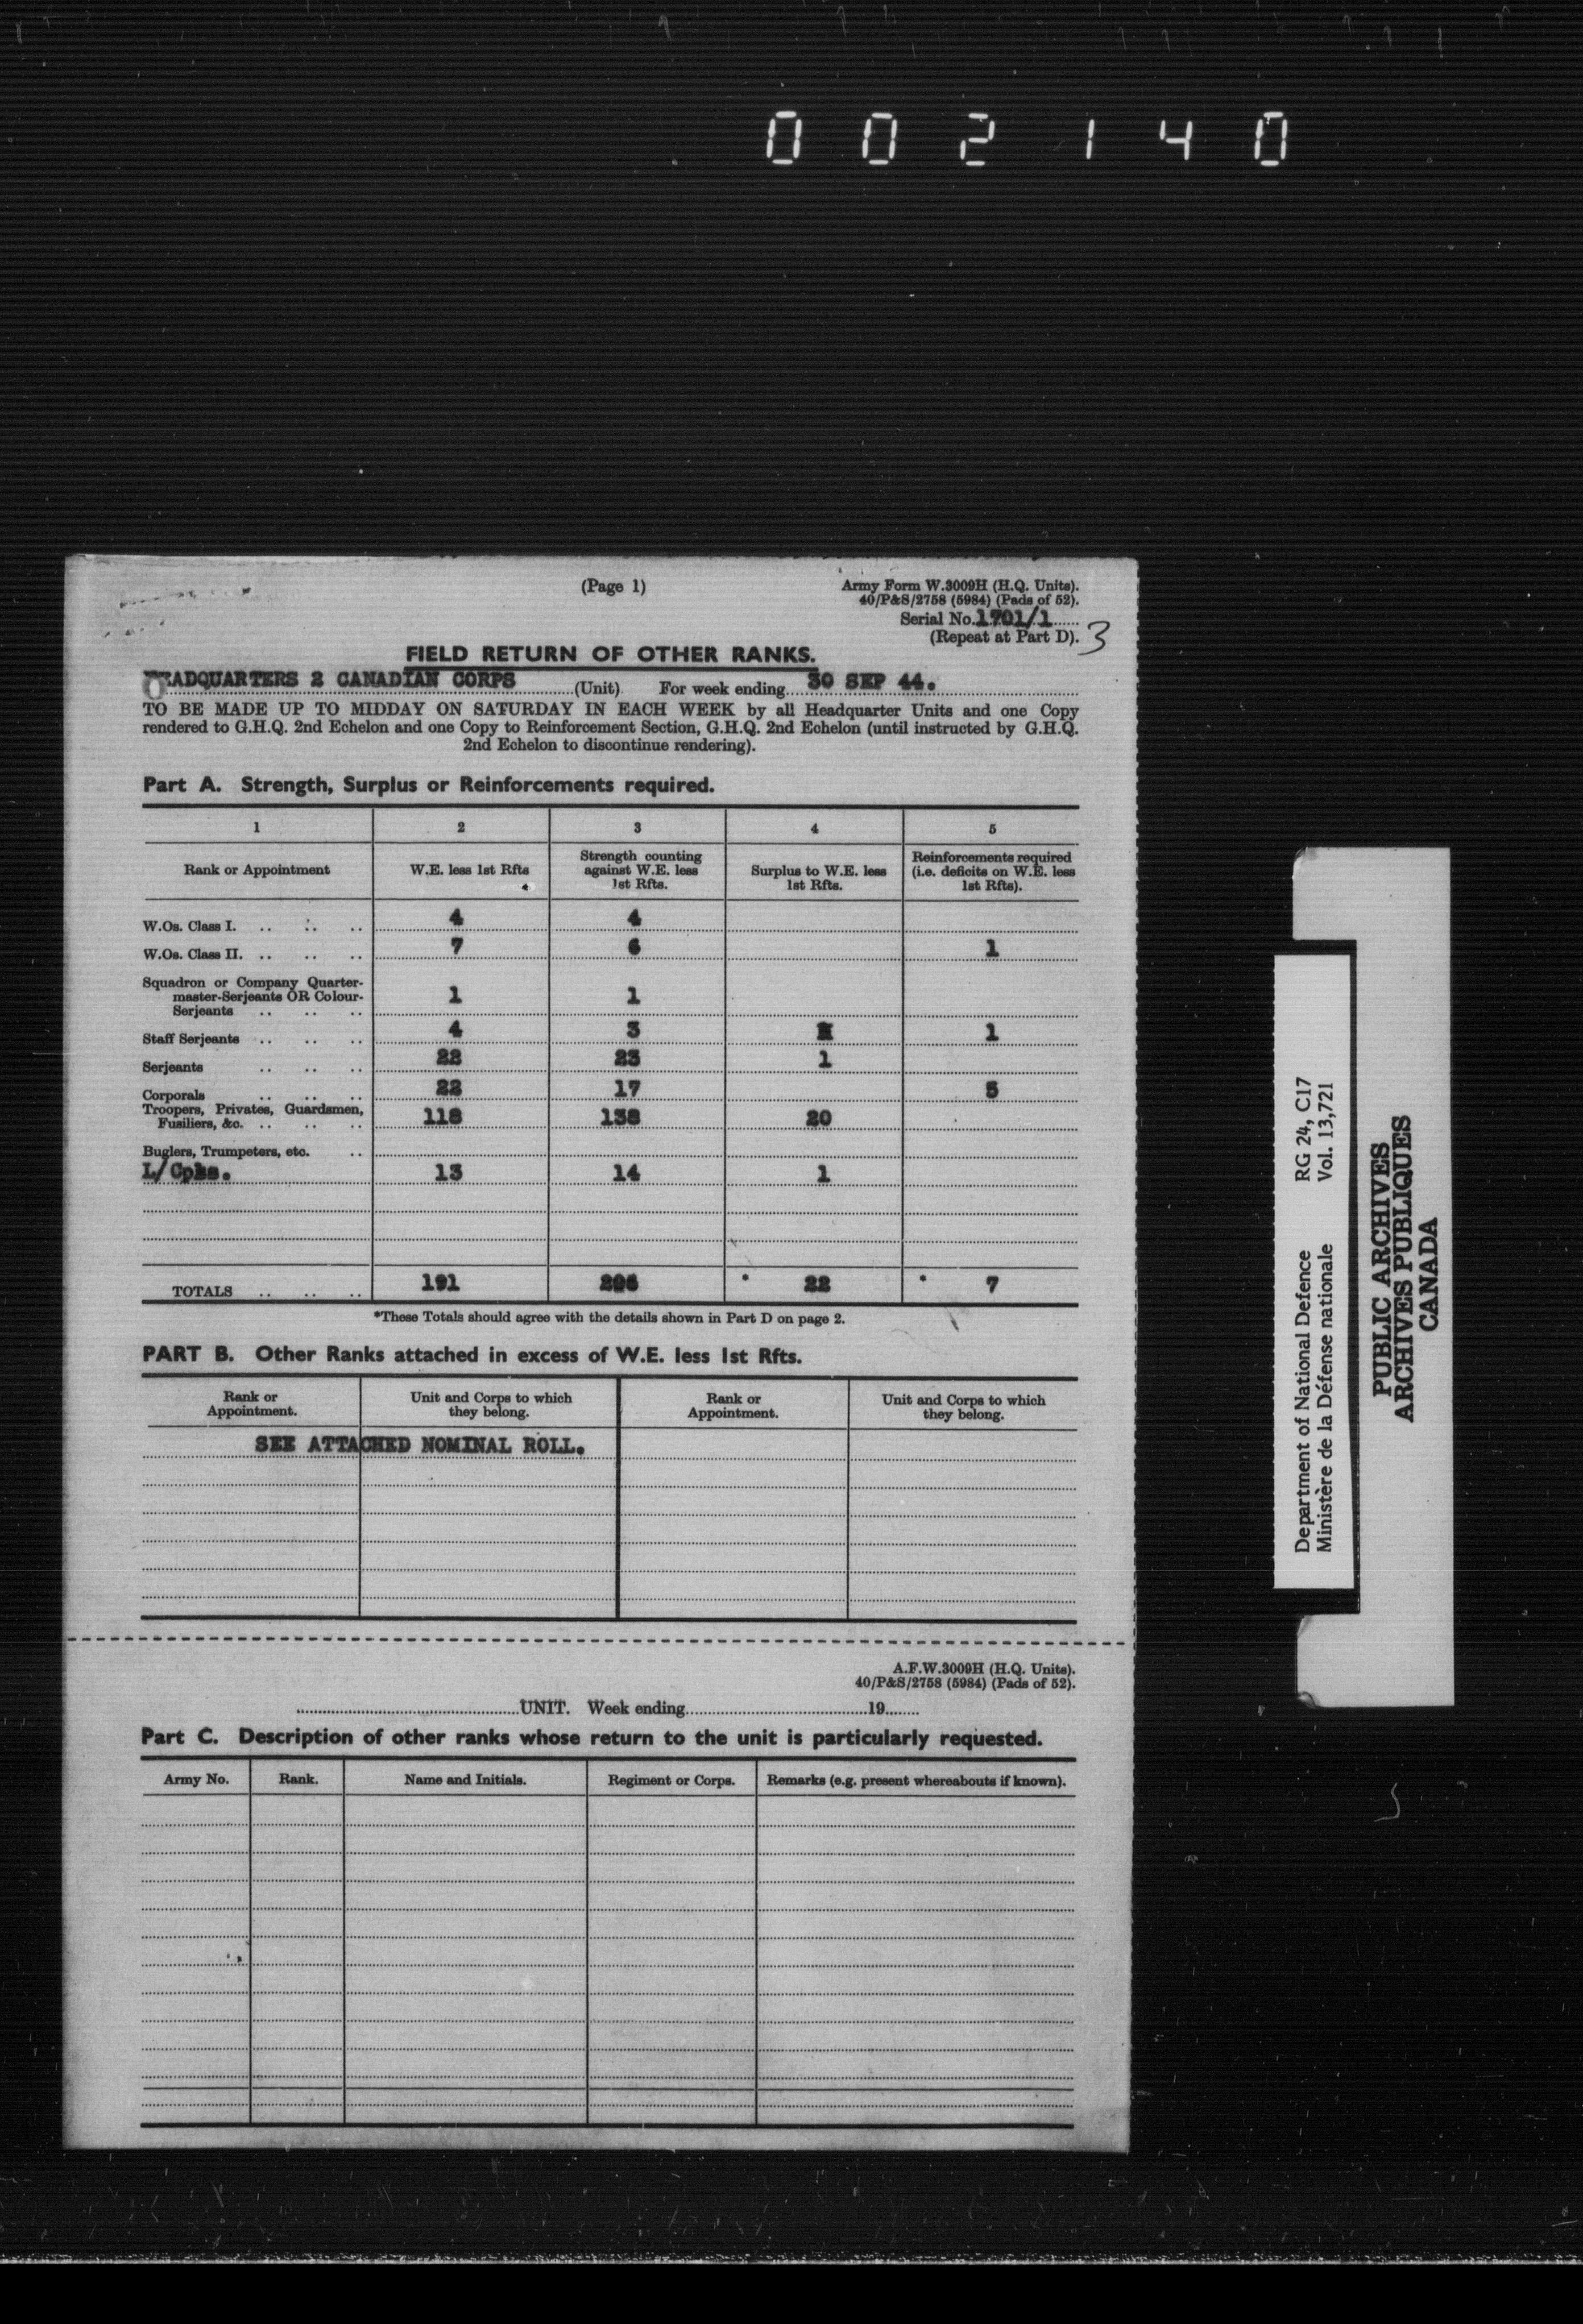 002140
(Page 1)
Army Form W.3009H (H.Q. Units).
40/P&S/2758 (5984) (Pads of 52).
Serial No. 1701/1
(Repeat at Part D). 3
FIELD RETURN OF OTHER RANKS.
HEADQUARTERS 2 CANADIAN CORPS (Unit) For week ending 30 SEP 44.
TO BE MADE UP TO MIDDAY ON SATURDAY IN EACH WEEK by all Headquarter Units and one Copy
rendered to G.H.Q. 2nd Echelon and one Copy to Reinforcement Section, G.H.Q. 2nd Echelon (until instructed by G.H.Q.
2nd Echelon to discontinue rendering).
Part A. Strength, Surplus or Reinforcements required.
1 2 3 4 5
Rank or Appointment
W.E. less 1st Rfts
Strength counting
against W.E. less
1st Rfts.
Surplus to W.E. less
1st Rfts.
Reinforcements required
(i.e. deficits on W.E. less
1st Rfts).
W.Os. Class I. .. .. .. 4 4
W.Os. Class II. .. .. .. 7 6 1
Squadron or Company Quarter-
master-Serjeants OR Colour-
Serjeants .. .. .. 1 1
Staff Serjeants .. .. .. 4 3 1
Serjeants .. .. .. 22 23 1
Corporals .. .. .. 22 17 5
Troopers, Privates, Guardsmen,
Fusiliers, &c. .. .. .. 118 138 20
Buglers, Trumpeters, etc. ..
L/Cpls. 13 14 1
TOTALS .. .. .. 191 206 * 22 * 7
*These Totals should agree with the details shown in Part D on page 2.
PART B. Other Ranks attached in excess of W.E. less 1st Rfts.
Rank or
Appointment.
Unit and Corps to which
they belong.
Rank or
Appointment.
Unit and Corps to which
they belong.
SEE ATTACHED NOMINAL ROLL.
A.F.W.3009H (H.Q. Units).
40/P&S/2758 (5984) (Pads of 52).
UNIT. Week ending 19
Part C. Description of other ranks whose return to the unit is particularly requested.
Army No. Rank. Name and Initials. Regiment or Corps. Remarks (e.g. present whereabouts if known).
Department of National Defence RG 24, C17
Ministère de la Défense nationale Vol. 13,721
PUBLIC ARCHIVES
ARCHIVES PUBLIQUES
CANADA